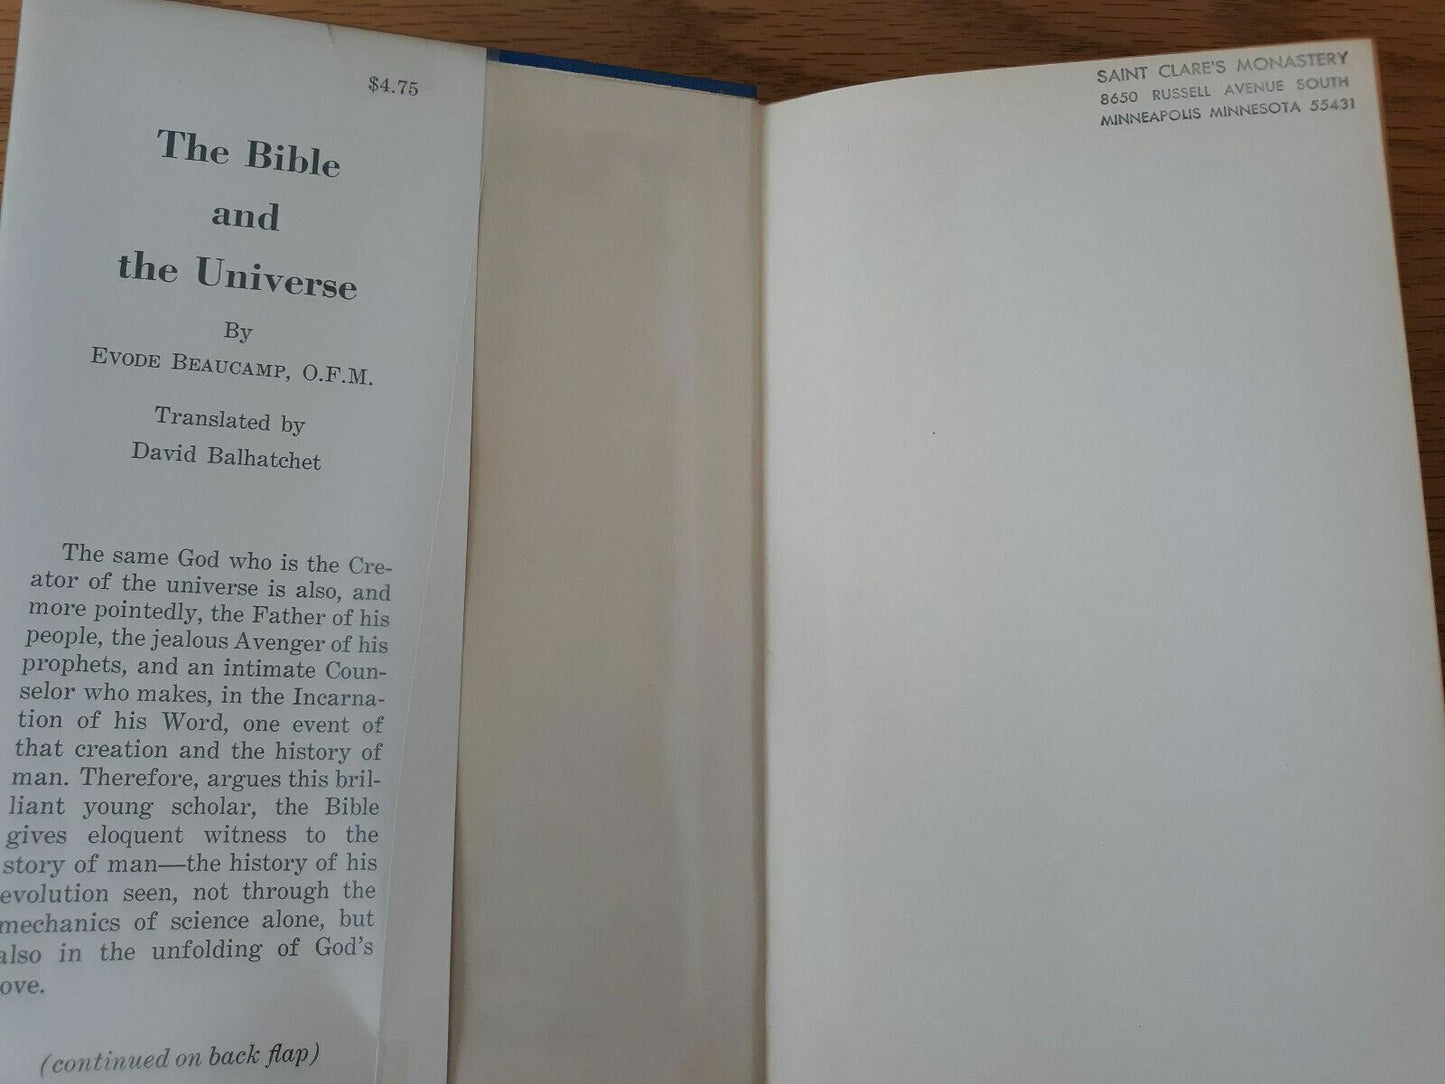 $4.75
The Bible
and
the Universe
By
EVODE BEAUCAMP, O.F.M.
Translated by
David Balhatchet
The same God who is the Cre-
ator of the universe is also, and
more pointedly, the Father of his
people, the jealous Avenger of his
prophets, and an intimate Coun-
selor who makes, in the Incarna-
tion of his Word, one event of
that creation and the history of
man. Therefore, argues this bril-
liant young scholar, the Bible
gives eloquent witness to the
story of man—the history of his
evolution seen, not through the
mechanics of science alone, but
also in the unfolding of God's
ove.
(continued on back flap)
SAINT CLARE'S MONASTERY
8650 RUSSELL AVENUE SOUTH
MINNEAPOLIS MINNESOTA 55431